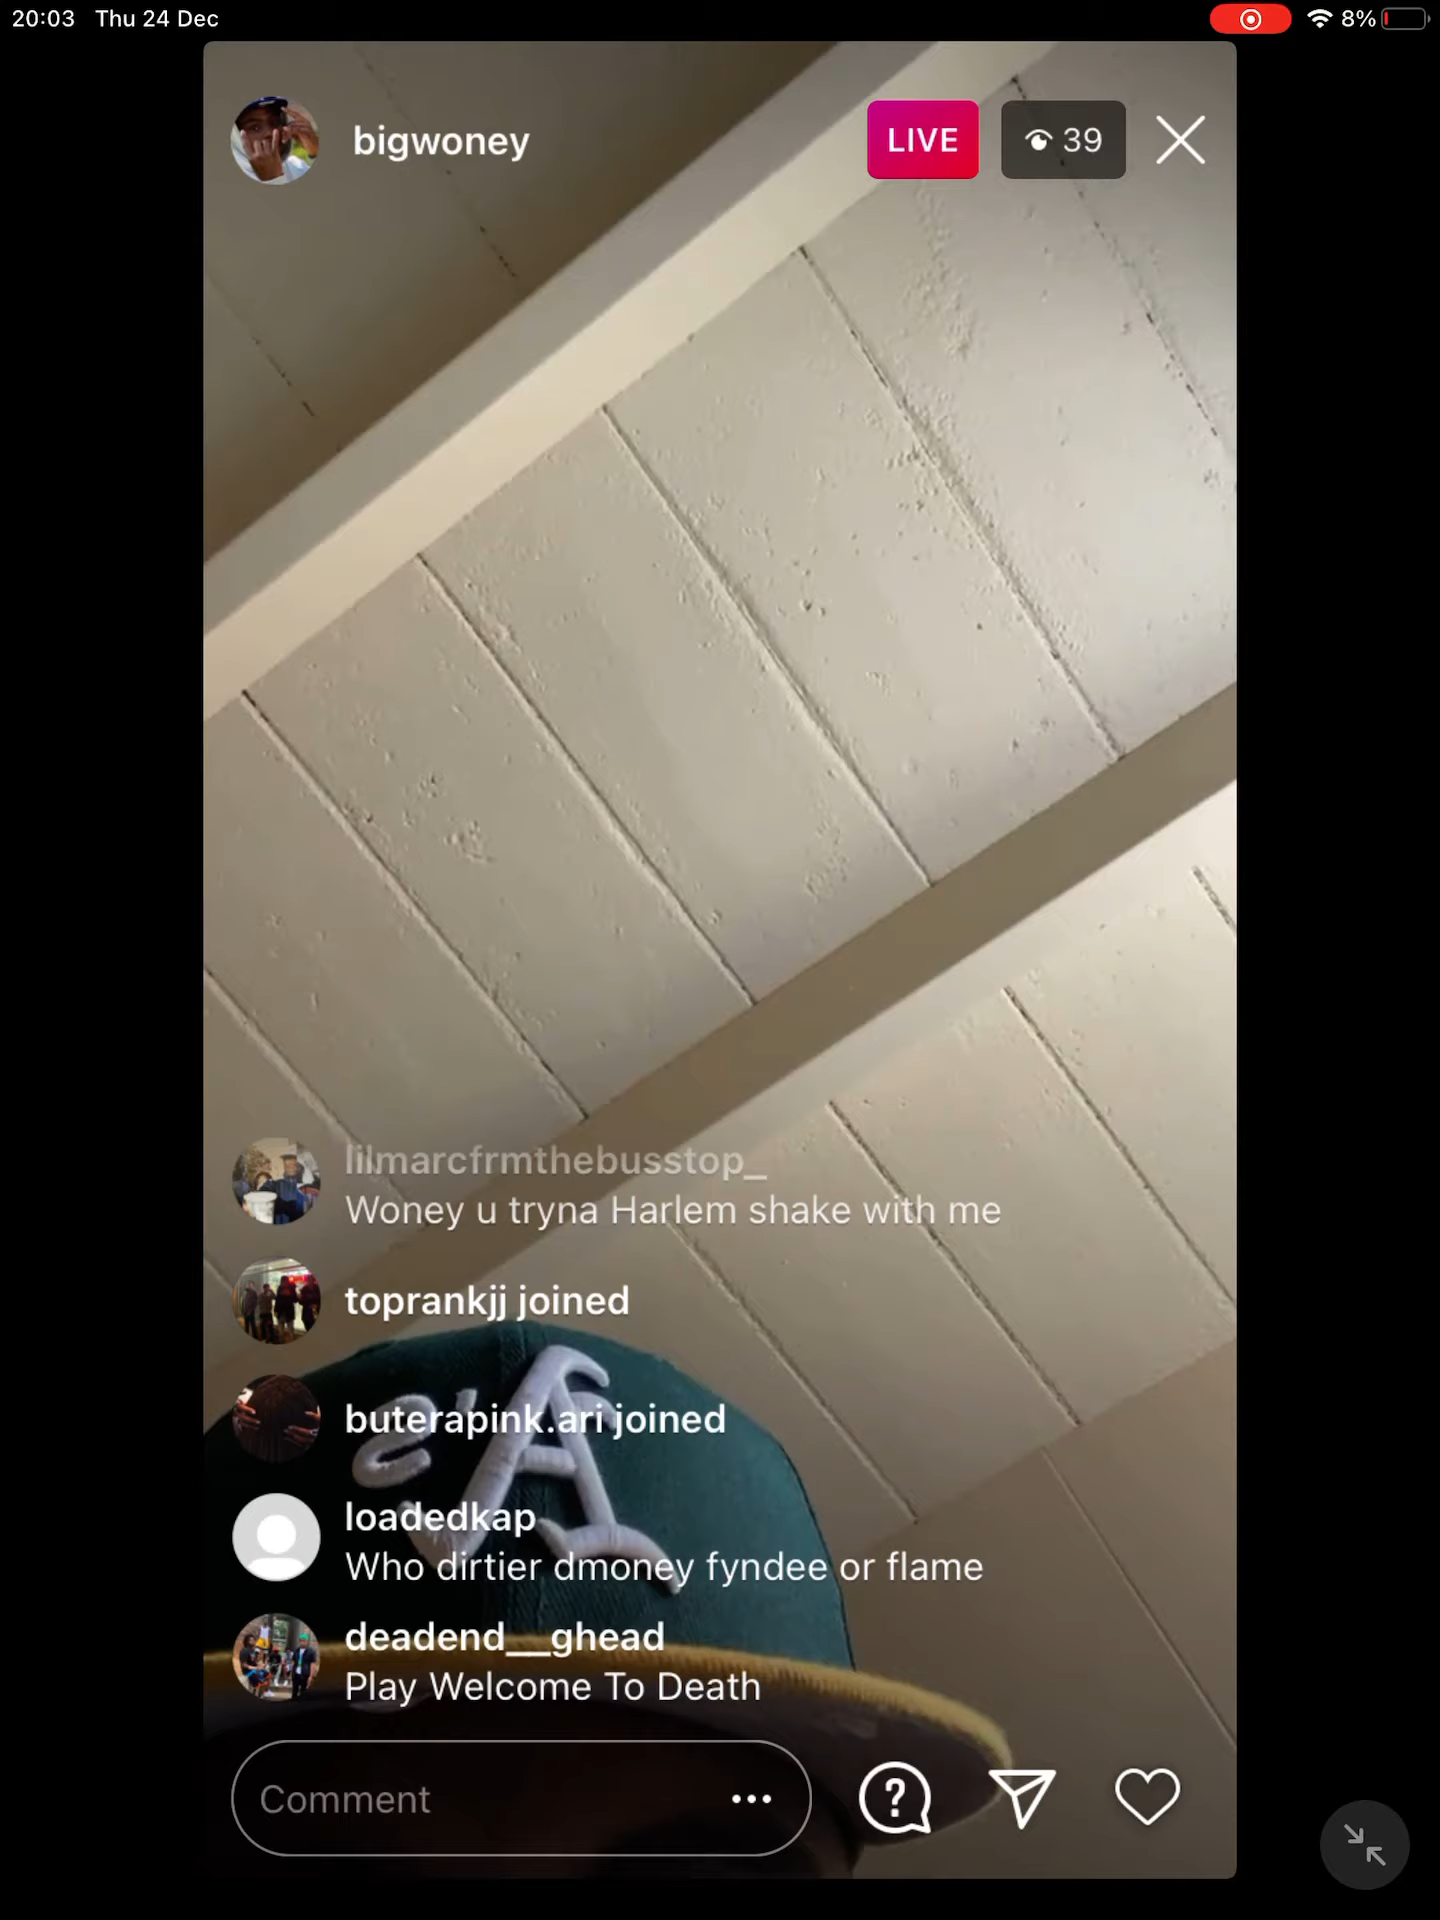 20:03 Thu 24 Dec
8%
bigwoney
LIVE
39
lilmarcfrmthebusstop_
Woney u tryna Harlem shake with me
toprankjj joined
buterapink.ari joined
loadedkap
Who dirtier dmoney fyndee or flame
deadend__ghead
Play Welcome To Death
A's
Comment